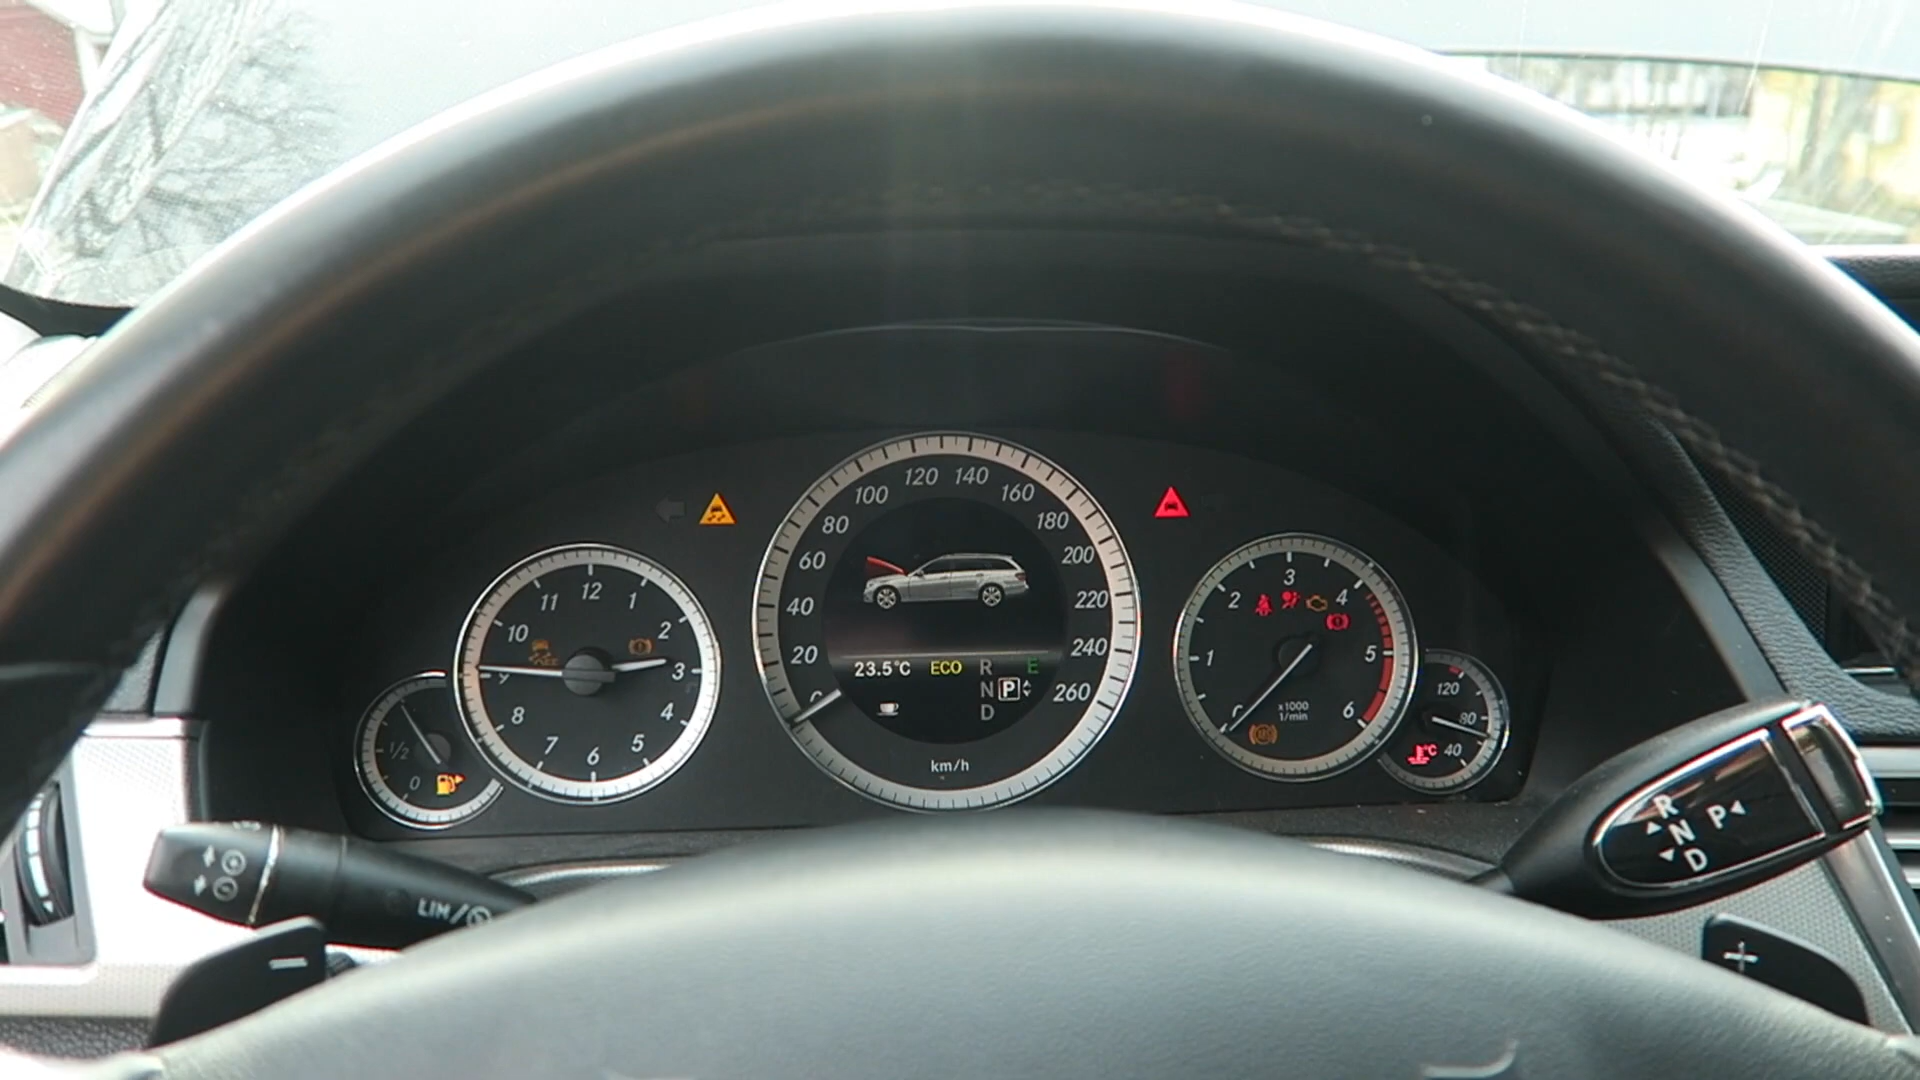 120 140
100 160
80 180
60 200
40 220
20 240
260
23.5°C ECO R E
N P
D
km/h
12
11 1
10 2
3
8 4
7 5
6
1/2
0
3
2 4
1 5
6
x1000
1/min
120
80
40
°C
LIM/
R
N P
D
−
+